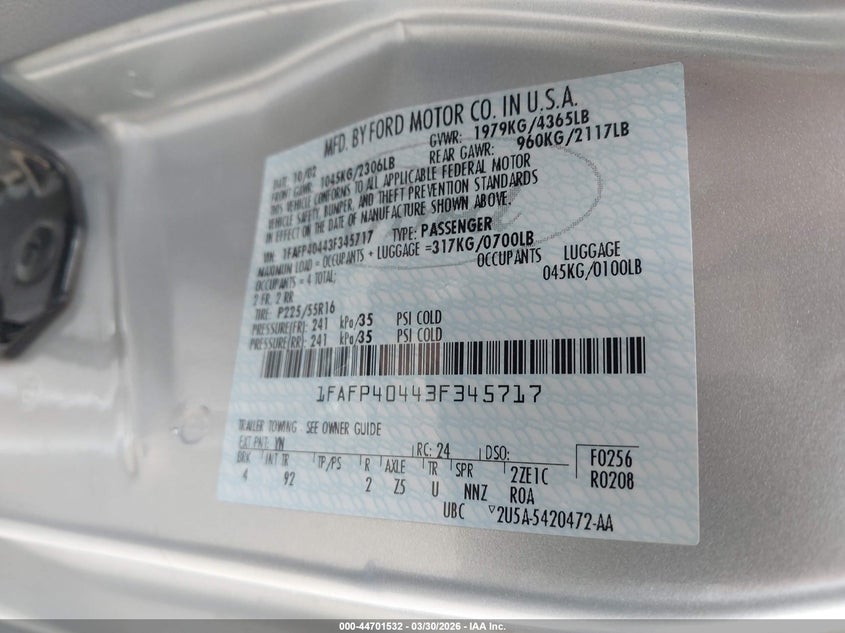 MFD. BY FORD MOTOR CO. IN U.S.A.
DATE: 10/02 GVWR: 1979KG/4365LB
FRONT GAWR: 1045KG/2306LB REAR GAWR: 960KG/2117LB
THIS VEHICLE CONFORMS TO ALL APPLICABLE FEDERAL MOTOR
VEHICLE SAFETY, BUMPER, AND THEFT PREVENTION STANDARDS
IN EFFECT ON THE DATE OF MANUFACTURE SHOWN ABOVE.
VIN: 1FAFP40443F345717 TYPE: PASSENGER
MAXIMUM LOAD = OCCUPANTS + LUGGAGE =317KG/0700LB
OCCUPANTS = 4 TOTAL; OCCUPANTS LUGGAGE
2 FR, 2 RR 045KG/0100LB
TIRE: P225/55R16
PRESSURE(FR): 241 kPa/35 PSI COLD
PRESSURE(RR): 241 kPa/35 PSI COLD
1FAFP40443F345717
TRAILER TOWING - SEE OWNER GUIDE
EXT PNT: YN RC: 24 DSO: F0256
BRK INT TR TP/PS R AXLE TR SPR 2ZE1C R0208
4 92 2 Z5 U NNZ ROA
UBC ▽2U5A-5420472-AA
000-44701532 - 03/30/2026 - IAA Inc.